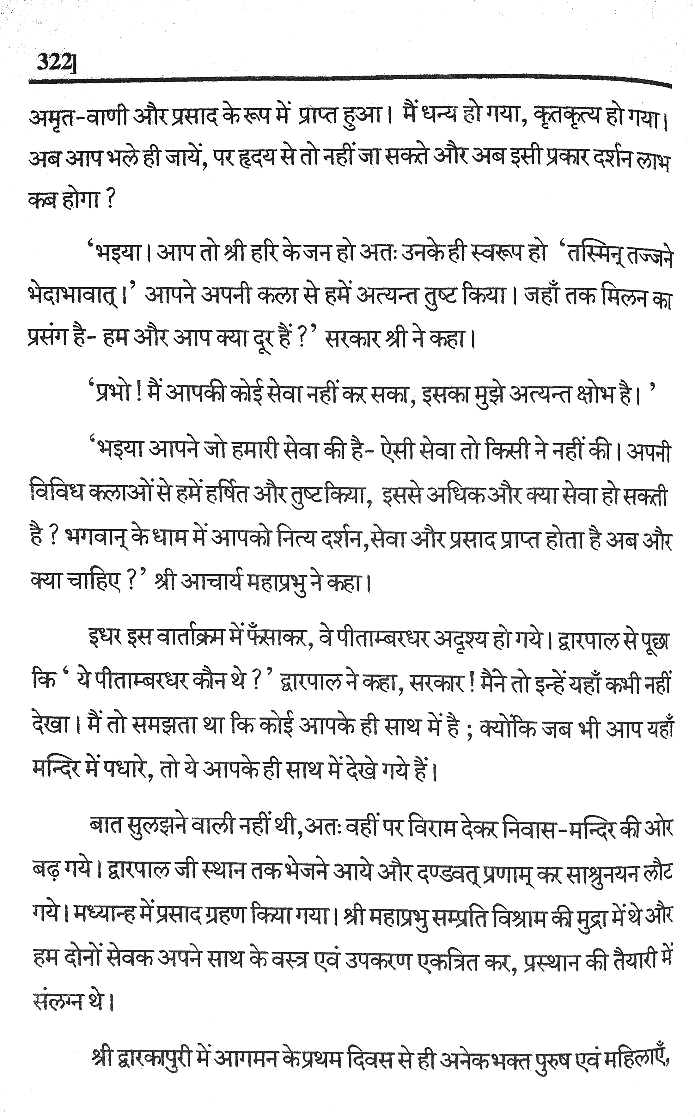 322]
अमृत-वाणी और प्रसाद के रूप में प्राप्त हुआ। मैं धन्य हो गया, कृतकृत्य हो गया।
अब आप भले ही जायें, पर हृदय से तो नहीं जा सकते और अब इसी प्रकार दर्शन लाभ
कब होगा ?
‘भइया। आप तो श्री हरि के जन हो अतः उनके ही स्वरूप हो ‘तस्मिन् तज्जने
भेदाभावात्।’ आपने अपनी कला से हमें अत्यन्त तुष्ट किया। जहाँ तक मिलन का
प्रसंग है- हम और आप क्या दूर हैं ?’ सरकार श्री ने कहा।
‘प्रभो ! मैं आपकी कोई सेवा नहीं कर सका, इसका मुझे अत्यन्त क्षोभ है। ’
‘भइया आपने जो हमारी सेवा की है- ऐसी सेवा तो किसी ने नहीं की। अपनी
विविध कलाओं से हमें हर्षित और तुष्ट किया, इससे अधिक और क्या सेवा हो सकती
है ? भगवान् के धाम में आपको नित्य दर्शन,सेवा और प्रसाद प्राप्त होता है अब और
क्या चाहिए ?’ श्री आचार्य महाप्रभु ने कहा।
इधर इस वार्ताक्रम में फँसाकर, वे पीताम्बरधर अदृश्य हो गये। द्वारपाल से पूछा
कि ‘ ये पीताम्बरधर कौन थे ?’ द्वारपाल ने कहा, सरकार ! मैंने तो इन्हें यहाँ कभी नहीं
देखा। मैं तो समझता था कि कोई आपके ही साथ में है ; क्योंकि जब भी आप यहाँ
मन्दिर में पधारे, तो ये आपके ही साथ में देखे गये हैं।
बात सुलझने वाली नहीं थी,अतः वहीं पर विराम देकर निवास-मन्दिर की ओर
बढ़ गये। द्वारपाल जी स्थान तक भेजने आये और दण्डवत् प्रणाम् कर साश्रुनयन लौट
गये। मध्यान्ह में प्रसाद ग्रहण किया गया। श्री महाप्रभु सम्प्रति विश्राम की मुद्रा में थे और
हम दोनों सेवक अपने साथ के वस्त्र एवं उपकरण एकत्रित कर, प्रस्थान की तैयारी में
संलग्न थे।
श्री द्वारकापुरी में आगमन के प्रथम दिवस से ही अनेक भक्त पुरुष एवं महिलाएँ,